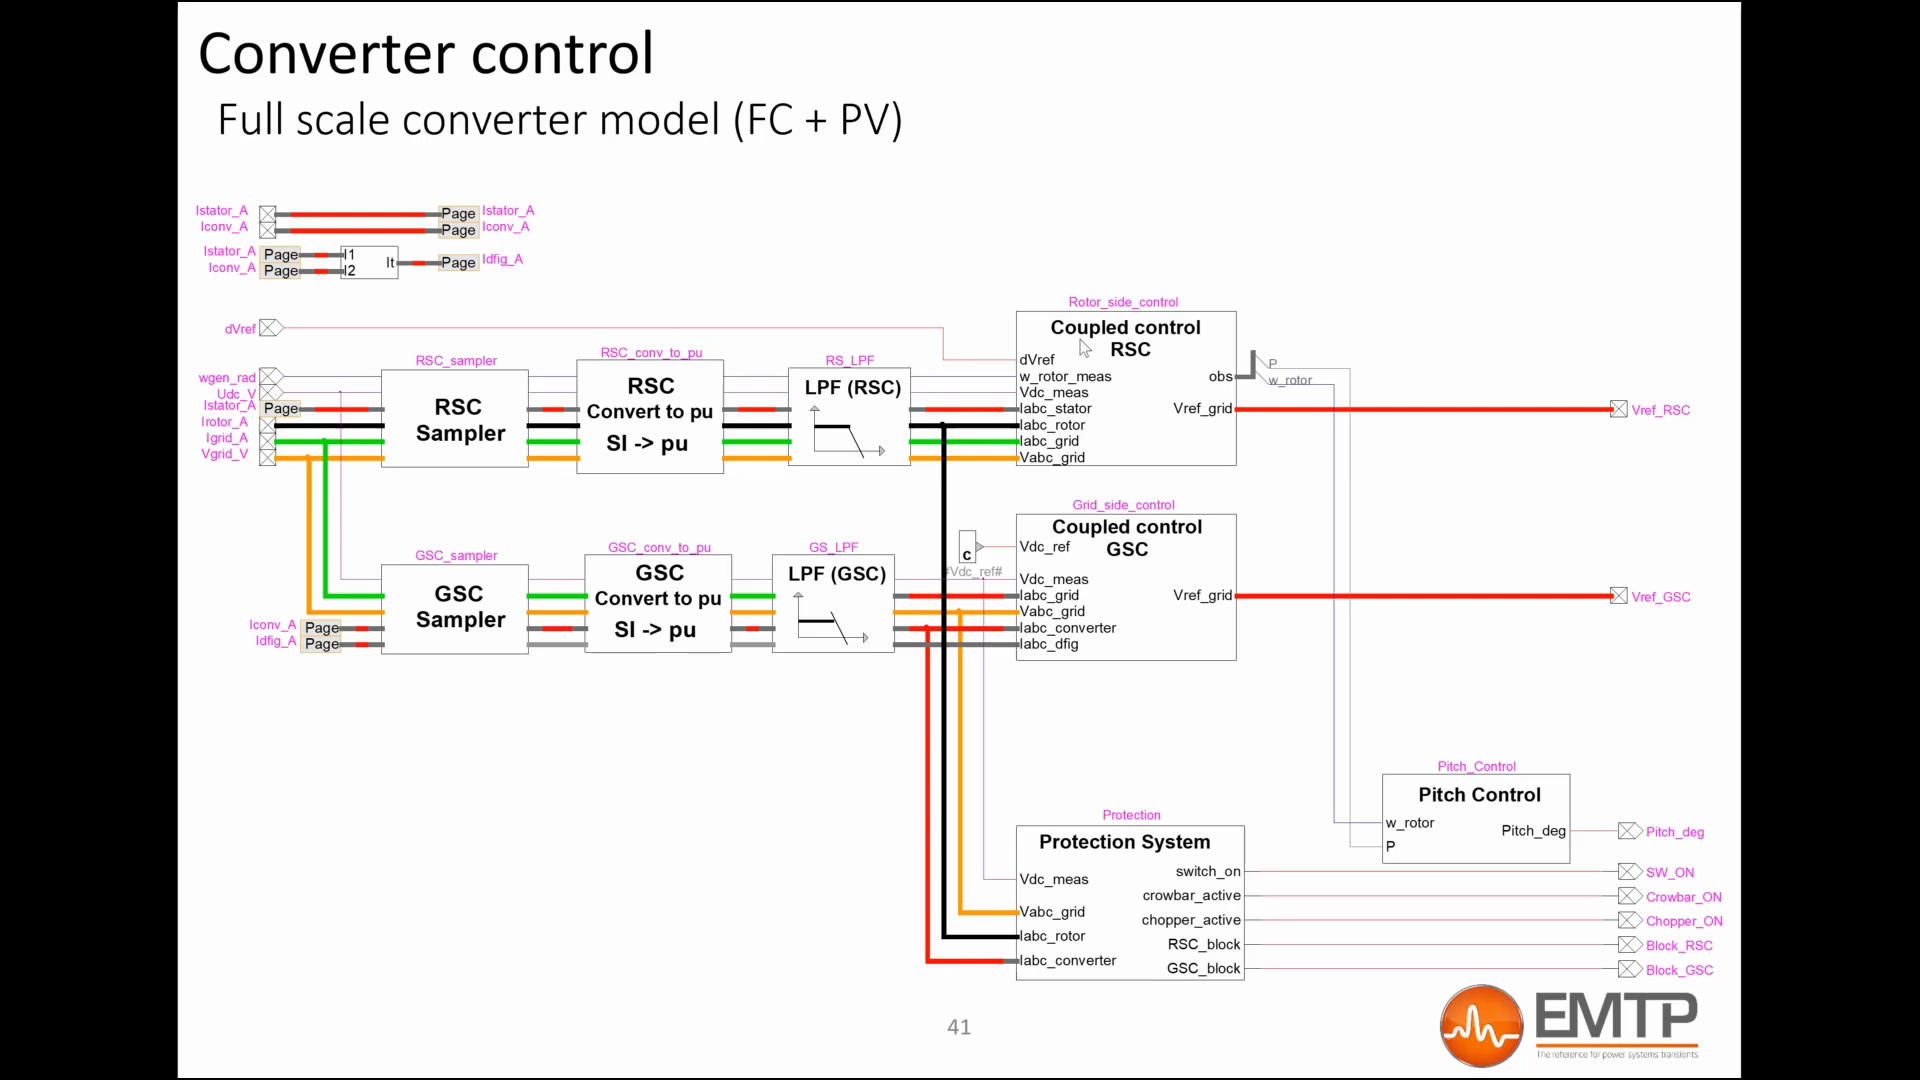 Converter control
Full scale converter model (FC + PV)
Istator_A Page Istator_A
Iconv_A Page Iconv_A
Istator_A Page I1
Iconv_A Page I2
It Page Idfig_A
dVref
wgen_rad
Udc_V
Istator_A Page
Irotor_A
Igrid_A
Vgrid_V
RSC_sampler
RSC
Sampler
RSC_conv_to_pu
RSC
Convert to pu
SI -> pu
RS_LPF
LPF (RSC)
Rotor_side_control
Coupled control
RSC
dVref
w_rotor_meas
Vdc_meas
Iabc_stator
Iabc_rotor
Iabc_grid
Vabc_grid
obs
Vref_grid
P
w_rotor
Vref_RSC
GSC_sampler
GSC
Sampler
Iconv_A Page
Idfig_A Page
GSC_conv_to_pu
GSC
Convert to pu
SI -> pu
GS_LPF
LPF (GSC)
c
#Vdc_ref#
Grid_side_control
Coupled control
GSC
Vdc_ref
Vdc_meas
Iabc_grid
Vabc_grid
Iabc_converter
Iabc_dfig
Vref_grid
Vref_GSC
Pitch_Control
Pitch Control
w_rotor
P
Pitch_deg
Pitch_deg
Protection
Protection System
Vdc_meas
Vabc_grid
Iabc_rotor
Iabc_converter
switch_on
crowbar_active
chopper_active
RSC_block
GSC_block
SW_ON
Crowbar_ON
Chopper_ON
Block_RSC
Block_GSC
41
EMTP
The reference for power systems transients